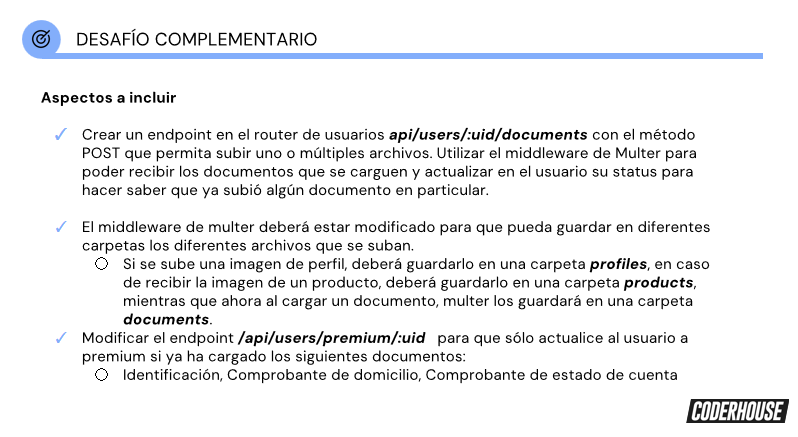 DESAFÍO COMPLEMENTARIO
Aspectos a incluir
✓ Crear un endpoint en el router de usuarios api/users/:uid/documents con el método
POST que permita subir uno o múltiples archivos. Utilizar el middleware de Multer para
poder recibir los documentos que se carguen y actualizar en el usuario su status para
hacer saber que ya subió algún documento en particular.
✓ El middleware de multer deberá estar modificado para que pueda guardar en diferentes
carpetas los diferentes archivos que se suban.
○ Si se sube una imagen de perfil, deberá guardarlo en una carpeta profiles, en caso
de recibir la imagen de un producto, deberá guardarlo en una carpeta products,
mientras que ahora al cargar un documento, multer los guardará en una carpeta
documents.
✓ Modificar el endpoint /api/users/premium/:uid para que sólo actualice al usuario a
premium si ya ha cargado los siguientes documentos:
○ Identificación, Comprobante de domicilio, Comprobante de estado de cuenta
CODERHOUSE